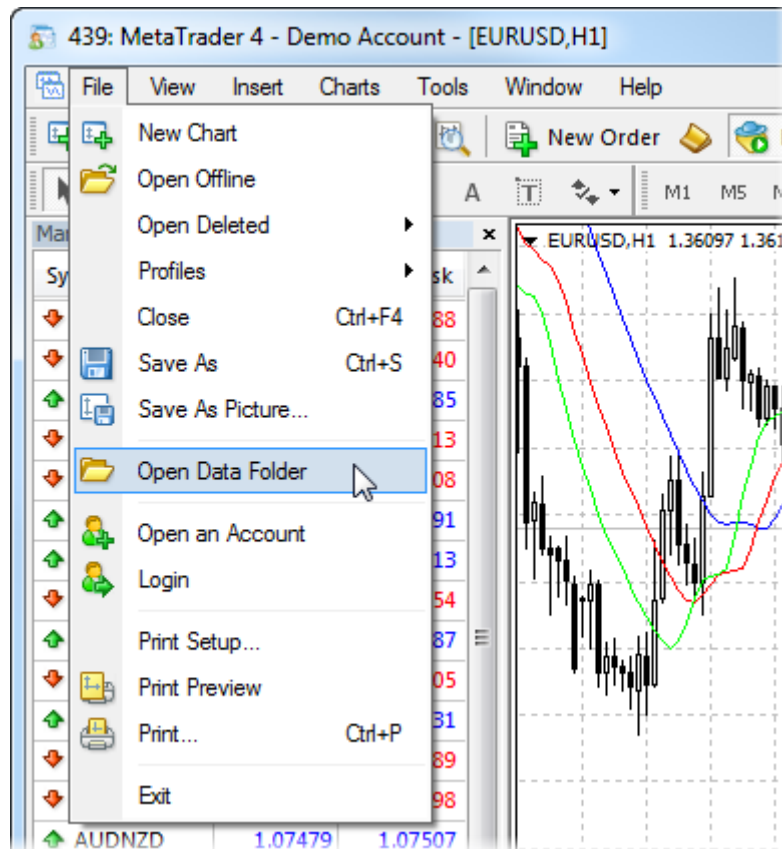 439: MetaTrader 4 - Demo Account - [EURUSD,H1]
File View Insert Charts Tools Window Help
New Chart
New Order
Open Offline
A T M1 M5
Open Deleted
EURUSD,H1 1.36097 1.361
Profiles
Close Ctrl+F4 88
Save As Ctrl+S 40
Save As Picture... 85
13
Open Data Folder 08
91
Open an Account
13
Login
54
Print Setup... 87
Print Preview 05
Print... Ctrl+P 31
89
Exit 98
AUDNZD 1.07479 1.07507